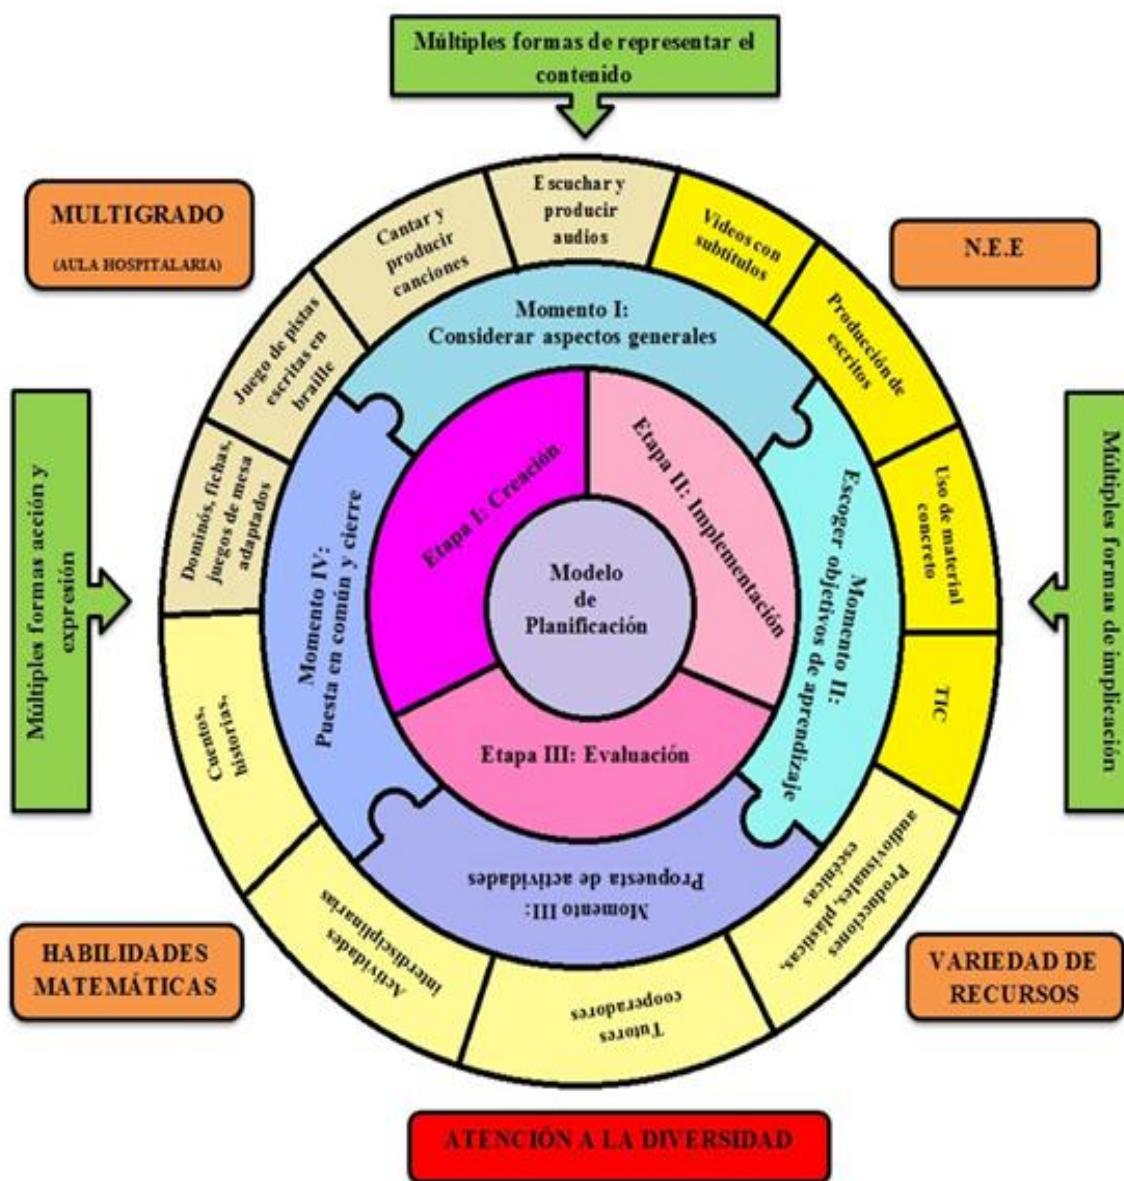 Múltiples formas de representar el
contenido
MULTIGRADO
(AULA HOSPITALARIA)
N.E.E
Múltiples formas acción y
expresión
Múltiples formas de implicación
Escuchar y
producir
audios
Videos con
subtítulos
Producción de
escritos
Uso de material
concreto
TIC
Producciones
audiovisuales, plásticas,
escénicas
Tutores
cooperadores
Actividades
interdisciplinarias
Cuentos,
historias,
Dominós, fichas,
juegos de mesa
adaptados
Juego de pistas
escritas en
braille
Cantar y
producir
canciones
Momento I:
Considerar aspectos generales
Momento II:
Escoger objetivos de aprendizaje
Momento III:
Propuesta de actividades
Momento IV:
Puesta en común y cierre
Etapa I: Creación
Etapa II: Implementación
Etapa III: Evaluación
Modelo
de
Planificación
HABILIDADES
MATEMÁTICAS
VARIEDAD DE
RECURSOS
ATENCIÓN A LA DIVERSIDAD